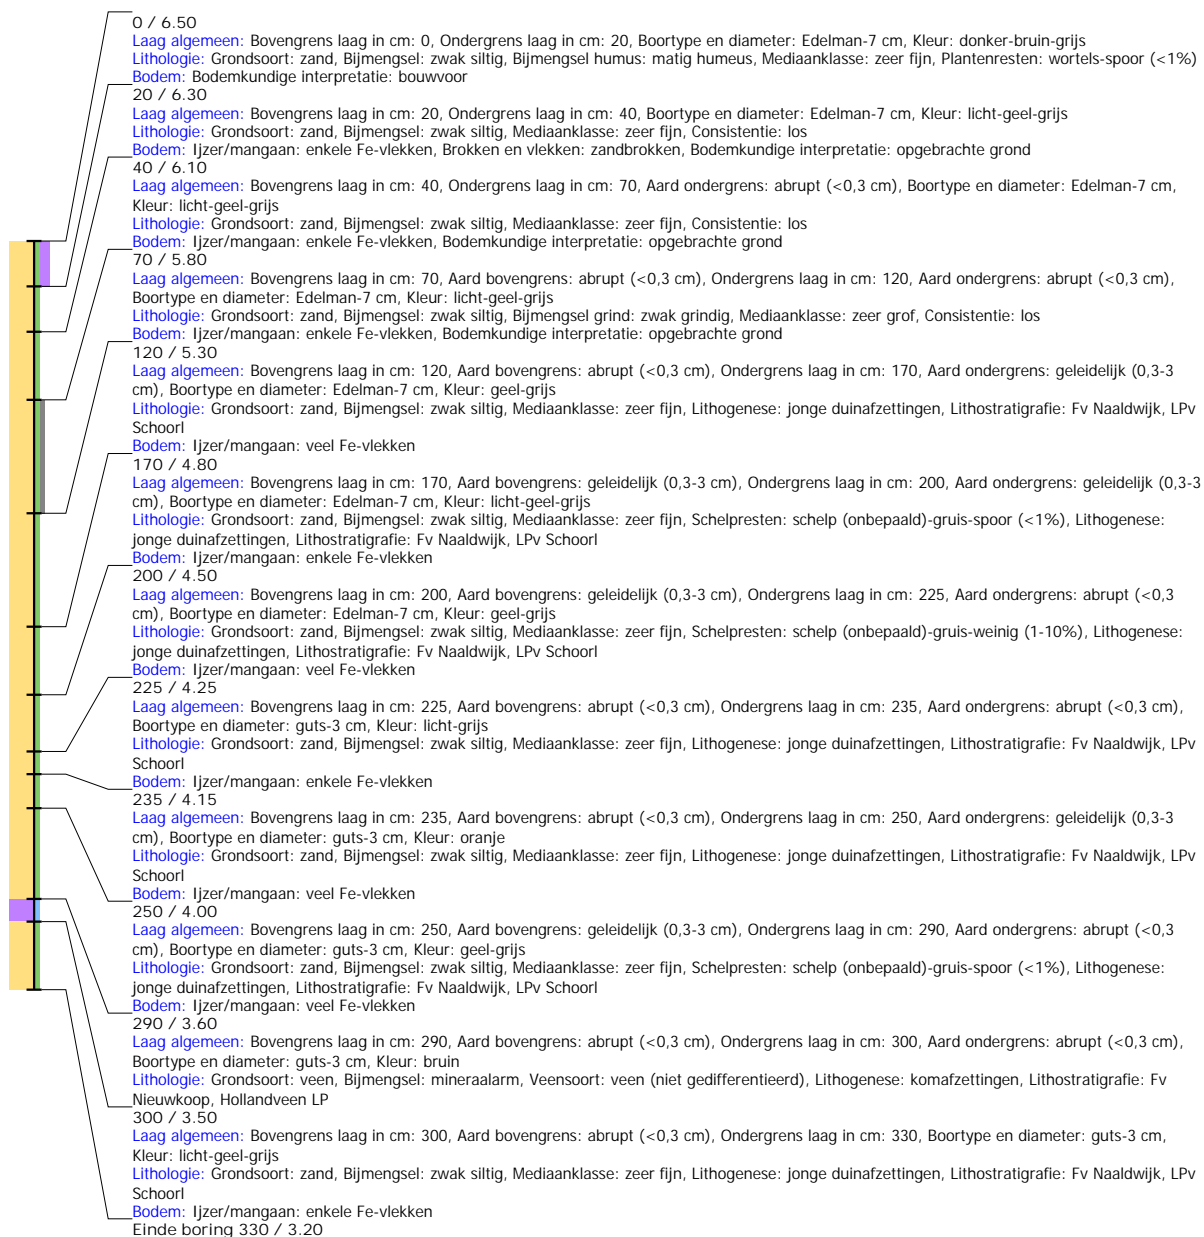 0 / 6.50
Laag algemeen: Bovengrens laag in cm: 0, Ondergrens laag in cm: 20, Boortype en diameter: Edelman-7 cm, Kleur: donker-bruin-grijs
Lithologie: Grondsoort: zand, Bijmengsel: zwak siltig, Bijmengsel humus: matig humeus, Mediaanklasse: zeer fijn, Plantenresten: wortels-spoor (<1%)
Bodem: Bodemkundige interpretatie: bouwvoor
20 / 6.30
Laag algemeen: Bovengrens laag in cm: 20, Ondergrens laag in cm: 40, Boortype en diameter: Edelman-7 cm, Kleur: licht-geel-grijs
Lithologie: Grondsoort: zand, Bijmengsel: zwak siltig, Mediaanklasse: zeer fijn, Consistentie: los
Bodem: Ijzer/mangaan: enkele Fe-vlekken, Brokken en vlekken: zandbrokken, Bodemkundige interpretatie: opgebrachte grond
40 / 6.10
Laag algemeen: Bovengrens laag in cm: 40, Ondergrens laag in cm: 70, Aard ondergrens: abrupt (<0,3 cm), Boortype en diameter: Edelman-7 cm,
Kleur: licht-geel-grijs
Lithologie: Grondsoort: zand, Bijmengsel: zwak siltig, Mediaanklasse: zeer fijn, Consistentie: los
Bodem: Ijzer/mangaan: enkele Fe-vlekken, Bodemkundige interpretatie: opgebrachte grond
70 / 5.80
Laag algemeen: Bovengrens laag in cm: 70, Aard bovengrens: abrupt (<0,3 cm), Ondergrens laag in cm: 120, Aard ondergrens: abrupt (<0,3 cm),
Boortype en diameter: Edelman-7 cm, Kleur: licht-geel-grijs
Lithologie: Grondsoort: zand, Bijmengsel: zwak siltig, Bijmengsel grind: zwak grindig, Mediaanklasse: zeer grof, Consistentie: los
Bodem: Ijzer/mangaan: enkele Fe-vlekken, Bodemkundige interpretatie: opgebrachte grond
120 / 5.30
Laag algemeen: Bovengrens laag in cm: 120, Aard bovengrens: abrupt (<0,3 cm), Ondergrens laag in cm: 170, Aard ondergrens: geleidelijk (0,3-3
cm), Boortype en diameter: Edelman-7 cm, Kleur: geel-grijs
Lithologie: Grondsoort: zand, Bijmengsel: zwak siltig, Mediaanklasse: zeer fijn, Lithogenese: jonge duinafzettingen, Lithostratigrafie: Fv Naaldwijk, LPv
Schoorl
Bodem: Ijzer/mangaan: veel Fe-vlekken
170 / 4.80
Laag algemeen: Bovengrens laag in cm: 170, Aard bovengrens: geleidelijk (0,3-3 cm), Ondergrens laag in cm: 200, Aard ondergrens: geleidelijk (0,3-3
cm), Boortype en diameter: Edelman-7 cm, Kleur: licht-geel-grijs
Lithologie: Grondsoort: zand, Bijmengsel: zwak siltig, Mediaanklasse: zeer fijn, Schelpresten: schelp (onbepaald)-gruis-spoor (<1%), Lithogenese:
jonge duinafzettingen, Lithostratigrafie: Fv Naaldwijk, LPv Schoorl
Bodem: Ijzer/mangaan: enkele Fe-vlekken
200 / 4.50
Laag algemeen: Bovengrens laag in cm: 200, Aard bovengrens: geleidelijk (0,3-3 cm), Ondergrens laag in cm: 225, Aard ondergrens: abrupt (<0,3
cm), Boortype en diameter: Edelman-7 cm, Kleur: geel-grijs
Lithologie: Grondsoort: zand, Bijmengsel: zwak siltig, Mediaanklasse: zeer fijn, Schelpresten: schelp (onbepaald)-gruis-weinig (1-10%), Lithogenese:
jonge duinafzettingen, Lithostratigrafie: Fv Naaldwijk, LPv Schoorl
Bodem: Ijzer/mangaan: veel Fe-vlekken
225 / 4.25
Laag algemeen: Bovengrens laag in cm: 225, Aard bovengrens: abrupt (<0,3 cm), Ondergrens laag in cm: 235, Aard ondergrens: abrupt (<0,3 cm),
Boortype en diameter: guts-3 cm, Kleur: licht-grijs
Lithologie: Grondsoort: zand, Bijmengsel: zwak siltig, Mediaanklasse: zeer fijn, Lithogenese: jonge duinafzettingen, Lithostratigrafie: Fv Naaldwijk, LPv
Schoorl
Bodem: Ijzer/mangaan: enkele Fe-vlekken
235 / 4.15
Laag algemeen: Bovengrens laag in cm: 235, Aard bovengrens: abrupt (<0,3 cm), Ondergrens laag in cm: 250, Aard ondergrens: geleidelijk (0,3-3
cm), Boortype en diameter: guts-3 cm, Kleur: oranje
Lithologie: Grondsoort: zand, Bijmengsel: zwak siltig, Mediaanklasse: zeer fijn, Lithogenese: jonge duinafzettingen, Lithostratigrafie: Fv Naaldwijk, LPv
Schoorl
Bodem: Ijzer/mangaan: veel Fe-vlekken
250 / 4.00
Laag algemeen: Bovengrens laag in cm: 250, Aard bovengrens: geleidelijk (0,3-3 cm), Ondergrens laag in cm: 290, Aard ondergrens: abrupt (<0,3
cm), Boortype en diameter: guts-3 cm, Kleur: geel-grijs
Lithologie: Grondsoort: zand, Bijmengsel: zwak siltig, Mediaanklasse: zeer fijn, Schelpresten: schelp (onbepaald)-gruis-spoor (<1%), Lithogenese:
jonge duinafzettingen, Lithostratigrafie: Fv Naaldwijk, LPv Schoorl
Bodem: Ijzer/mangaan: veel Fe-vlekken
290 / 3.60
Laag algemeen: Bovengrens laag in cm: 290, Aard bovengrens: abrupt (<0,3 cm), Ondergrens laag in cm: 300, Aard ondergrens: abrupt (<0,3 cm),
Boortype en diameter: guts-3 cm, Kleur: bruin
Lithologie: Grondsoort: veen, Bijmengsel: mineraalarm, Veensoort: veen (niet gedifferentieerd), Lithogenese: komafzettingen, Lithostratigrafie: Fv
Nieuwkoop, Hollandveen LP
300 / 3.50
Laag algemeen: Bovengrens laag in cm: 300, Aard bovengrens: abrupt (<0,3 cm), Ondergrens laag in cm: 330, Boortype en diameter: guts-3 cm,
Kleur: licht-geel-grijs
Lithologie: Grondsoort: zand, Bijmengsel: zwak siltig, Mediaanklasse: zeer fijn, Lithogenese: jonge duinafzettingen, Lithostratigrafie: Fv Naaldwijk, LPv
Schoorl
Bodem: Ijzer/mangaan: enkele Fe-vlekken
Einde boring 330 / 3.20